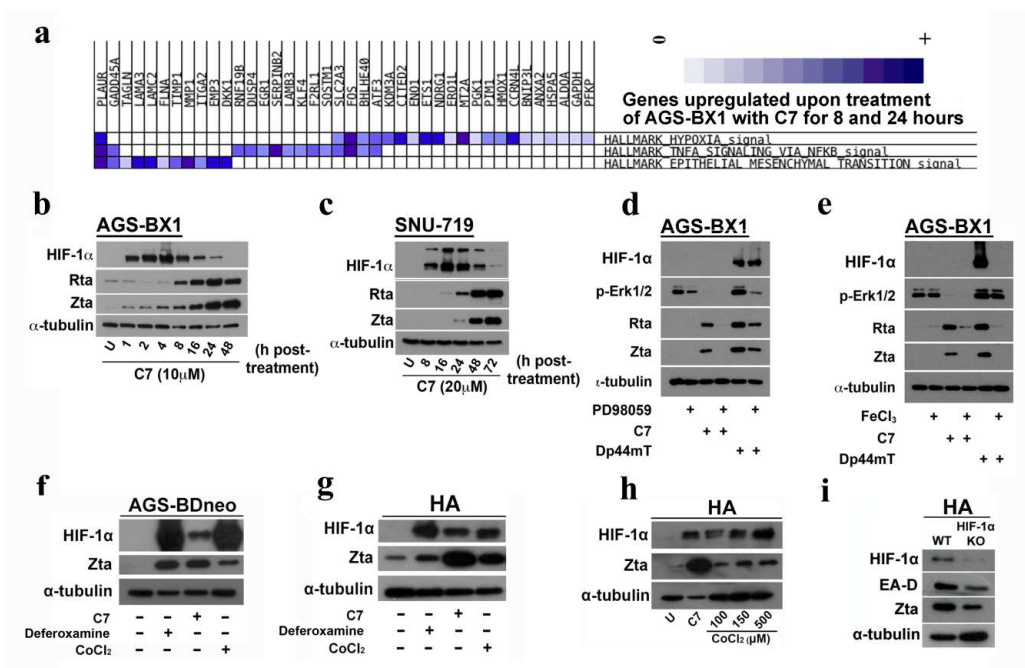 a
PLAUR
GADD45A
TAGLN
LAMA3
LAMC2
FLNA
TIMP1
MMP1
ITGA2
EMP3
DKK1
RNF19B
DUSP4
EGR1
SERPINB2
LAMB3
KLF4
F2RL1
SQSTM1
SLC2A3
FOS
BHLHE40
ATF3
KDM3A
CITED2
ENO1
ETS1
NDRG1
ERO1L
MT2A
PGK1
PIM1
HMOX1
CCRN4L
BNIP3L
ANXA2
HSPA5
ALDOA
GAPDH
PFKP
0 +
Genes upregulated upon treatment
of AGS-BX1 with C7 for 8 and 24 hours
HALLMARK_HYPOXIA_signal
HALLMARK_TNFA_SIGNALING_VIA_NFKB_signal
HALLMARK_EPITHELIAL_MESENCHYMAL_TRANSITION_signal
b
AGS-BX1
HIF-1α
Rta
Zta
α-tubulin
U 1 2 4 8 16 24 48
C7 (10μM)
(h post-
treatment)
c
SNU-719
HIF-1α
Rta
Zta
α-tubulin
U 8 16 24 48 72
C7 (20μM)
(h post-
treatment)
d
AGS-BX1
HIF-1α
p-Erk1/2
Rta
Zta
-tubulin
PD98059 + + +
C7 + +
Dp44mT + +
e
AGS-BX1
HIF-1α
p-Erk1/2
Rta
Zta
α-tubulin
FeCl₃ + + +
C7 + +
Dp44mT + +
f
AGS-BDneo
HIF-1α
Zta
α-tubulin
C7 − − + −
Deferoxamine − + − −
CoCl₂ − − − +
g
HA
HIF-1α
Zta
α-tubulin
C7 − − + −
Deferoxamine − + − −
CoCl₂ − − − +
h
HA
HIF-1α
Zta
α-tubulin
U C7 100 150 500
CoCl₂ (μM)
i
HA
WT HIF-1α
KO
HIF-1α
EA-D
Zta
α-tubulin